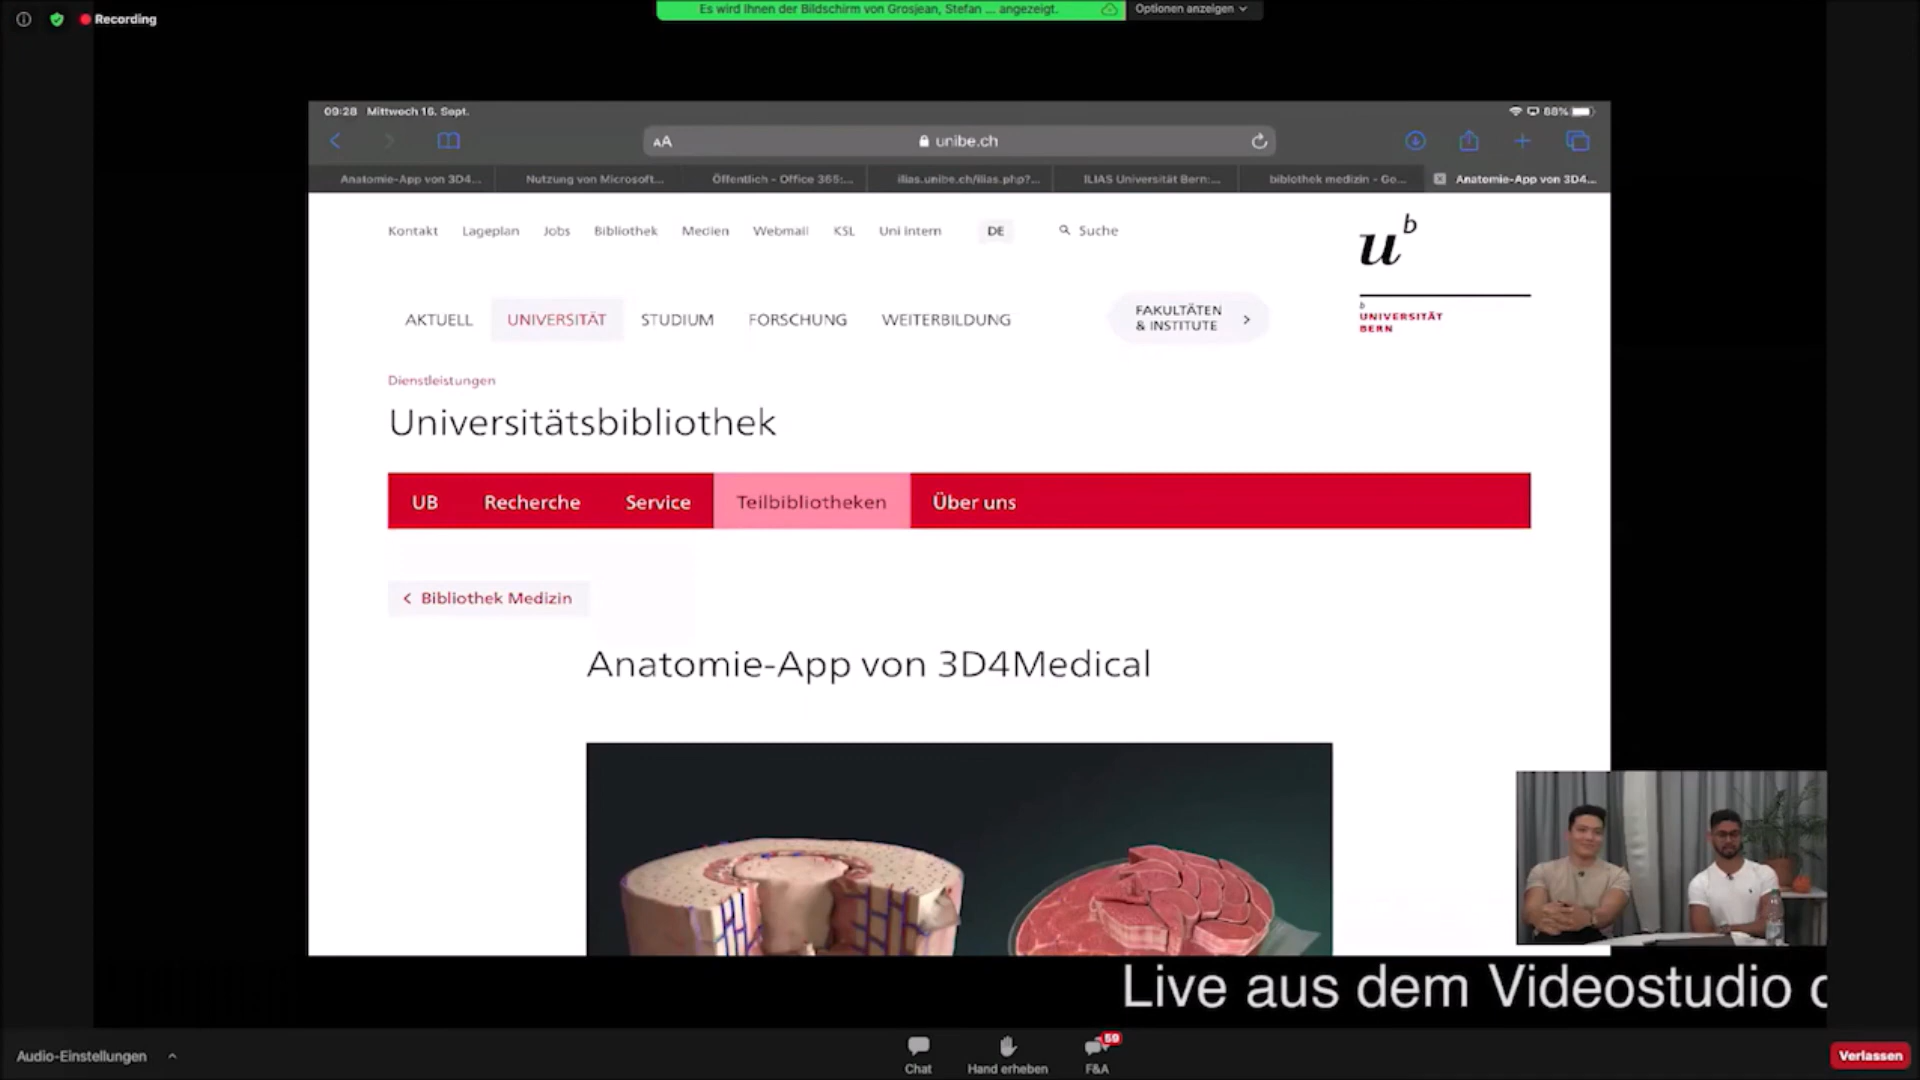 Recording
Es wird Ihnen der Bildschirm von Grosjean, Stefan ... angezeigt.
Optionen anzeigen
09:28 Mittwoch 16. Sept.
88%
AA
unibe.ch
Anatomie-App von 3D4...
Nutzung von Microsoft...
Öffentlich - Office 365:...
ilias.unibe.ch/ilias.php?...
ILIAS Universität Bern:...
bibliothek medizin - Go...
Anatomie-App von 3D4...
Kontakt Lageplan Jobs Bibliothek Medien Webmail KSL Uni intern DE Suche
u b
AKTUELL UNIVERSITÄT STUDIUM FORSCHUNG WEITERBILDUNG
FAKULTÄTEN
& INSTITUTE
b
UNIVERSITÄT
BERN
Dienstleistungen
Universitätsbibliothek
UB Recherche Service Teilbibliotheken Über uns
Bibliothek Medizin
Anatomie-App von 3D4Medical
Live aus dem Videostudio
Audio-Einstellungen
Chat
Hand erheben
59
F&A
Verlassen